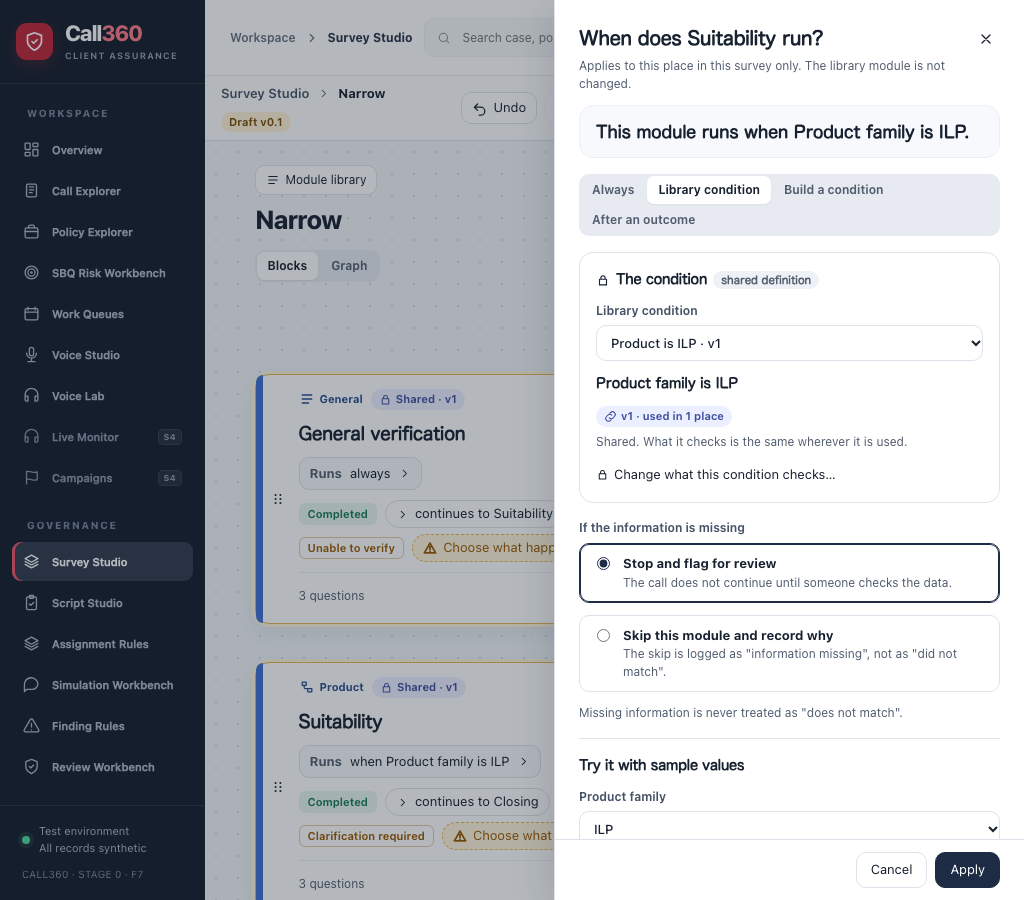 Call360
CLIENT ASSURANCE
WORKSPACE
Overview
Call Explorer
Policy Explorer
SBQ Risk Workbench
Work Queues
Voice Studio
Voice Lab
Live Monitor S4
Campaigns S4
GOVERNANCE
Survey Studio
Script Studio
Assignment Rules
Simulation Workbench
Finding Rules
Review Workbench
Test environment
All records synthetic
CALL360 · STAGE 0 · F7
Workspace > Survey Studio
Search case, po
Survey Studio > Narrow
Draft v0.1
Undo
Module library
Narrow
Blocks Graph
General Shared · v1
General verification
Runs always >
Completed > continues to Suitability
Unable to verify Choose what happ
3 questions
Product Shared · v1
Suitability
Runs when Product family is ILP >
Completed > continues to Closing
Clarification required Choose what
3 questions
When does Suitability run?
Applies to this place in this survey only. The library module is not
changed.
This module runs when Product family is ILP.
Always Library condition Build a condition
After an outcome
The condition shared definition
Library condition
Product is ILP · v1
Product family is ILP
v1 · used in 1 place
Shared. What it checks is the same wherever it is used.
Change what this condition checks...
If the information is missing
Stop and flag for review
The call does not continue until someone checks the data.
Skip this module and record why
The skip is logged as "information missing", not as "did not
match".
Missing information is never treated as "does not match".
Try it with sample values
Product family
ILP
Cancel Apply